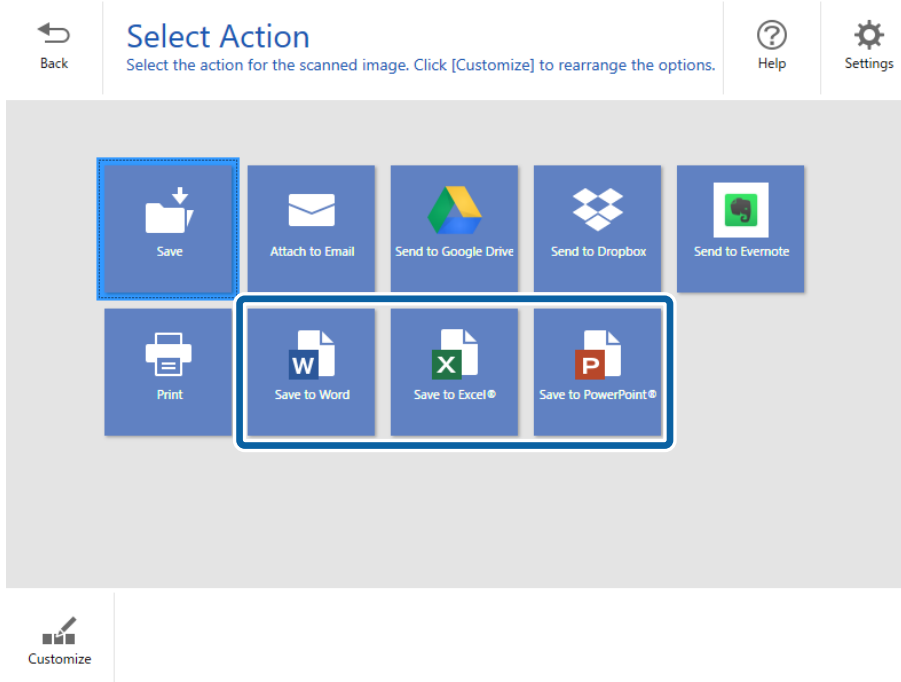 Select Action
Select the action for the scanned image. Click [Customize] to rearrange the options.
Back
Help
Settings
Save
Attach to Email
Send to Google Drive
Send to Dropbox
Send to Evernote
W
X
P
Print
Save to Word
Save to Excel®
Save to PowerPoint®
Customize